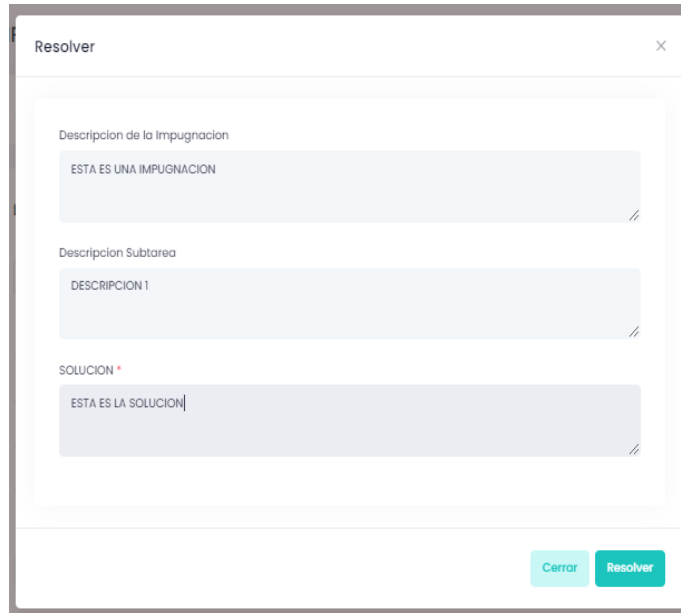 Resolver
Descripcion de la Impugnacion
ESTA ES UNA IMPUGNACION
Descripcion Subtarea
DESCRIPCION 1
SOLUCION *
ESTA ES LA SOLUCION
Cerrar
Resolver